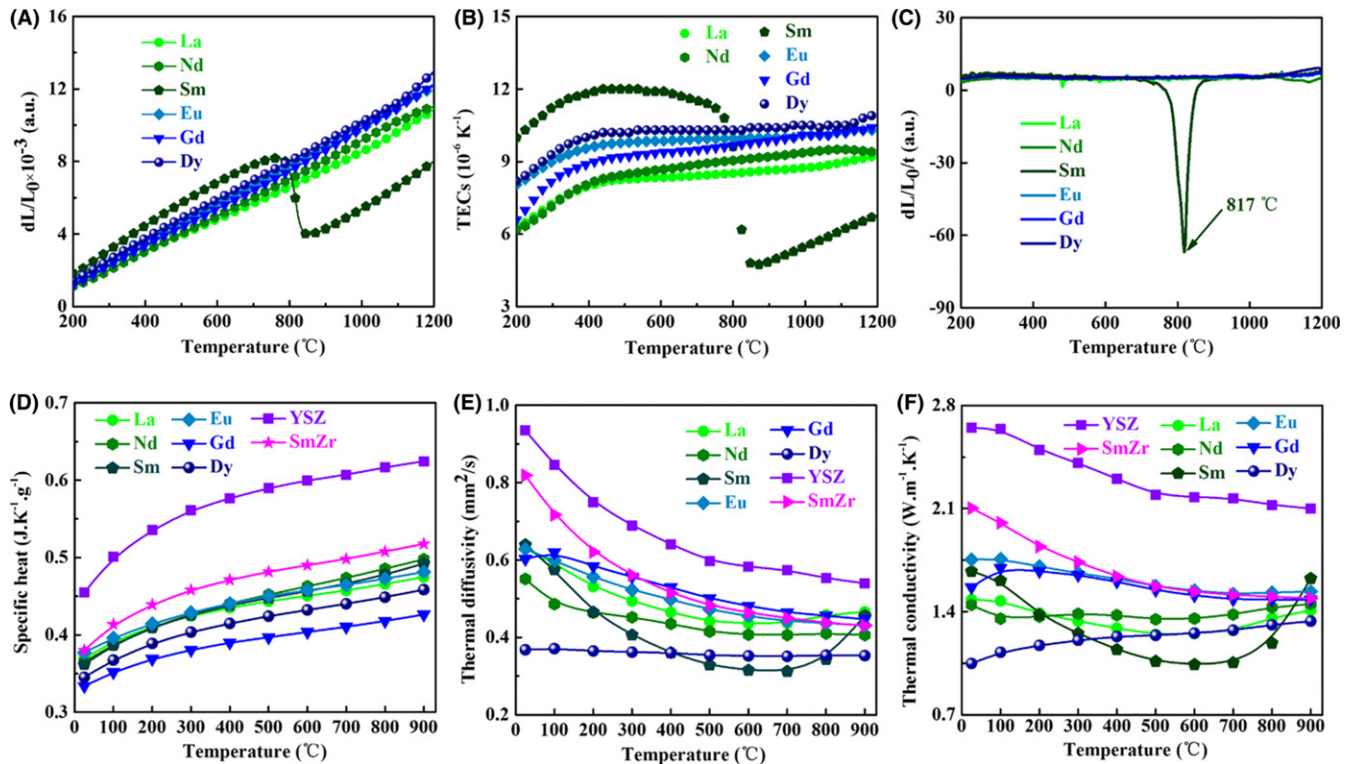 (A)
16
12
8
4
0
dL/L₀×10⁻³ (a.u.)
La
Nd
Sm
Eu
Gd
Dy
200 400 600 800 1000 1200
Temperature (℃)
(B)
15
12
9
6
3
TECs (10⁻⁶ K⁻¹)
La
Nd
Sm
Eu
Gd
Dy
200 400 600 800 1000 1200
Temperature (℃)
(C)
30
0
-30
-60
-90
dL/L₀/t (a.u.)
La
Nd
Sm
Eu
Gd
Dy
817 ℃
200 400 600 800 1000 1200
Temperature (℃)
(D)
0.7
0.6
0.5
0.4
0.3
Specific heat (J.K⁻¹.g⁻¹)
La Eu YSZ
Nd Gd SmZr
Sm Dy
0 100 200 300 400 500 600 700 800 900
Temperature (℃)
(E)
1.0
0.8
0.6
0.4
0.2
Thermal diffusivity (mm²/s)
La Gd
Nd Dy
Sm YSZ
Eu SmZr
0 100 200 300 400 500 600 700 800 900
Temperature (℃)
(F)
2.8
2.1
1.4
0.7
Thermal conductivity (W.m⁻¹.K⁻¹)
YSZ La Eu
SmZr Nd Gd
Sm Dy
0 100 200 300 400 500 600 700 800 900
Temperature (℃)